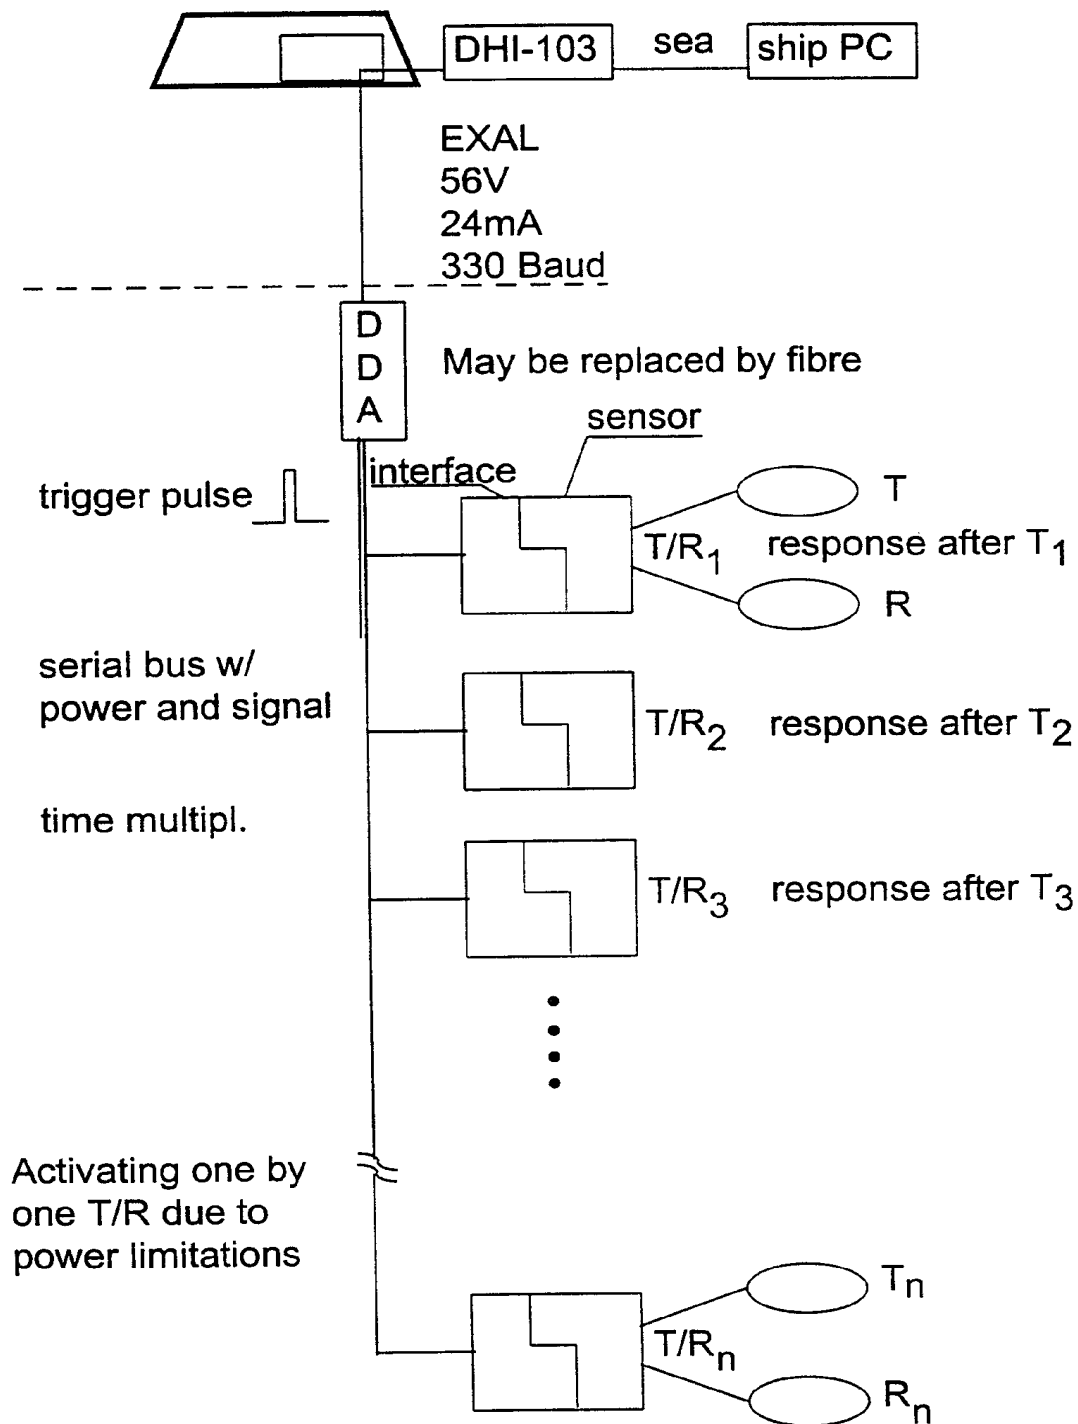 DHI-103 sea ship PC
EXAL
56V
24mA
330 Baud
D
D
A
May be replaced by fibre
sensor
interface
trigger pulse
T
T/R1 response after T1
R
serial bus w/
power and signal
T/R2 response after T2
time multipl.
T/R3 response after T3
Activating one by
one T/R due to
power limitations
Tn
T/Rn
Rn